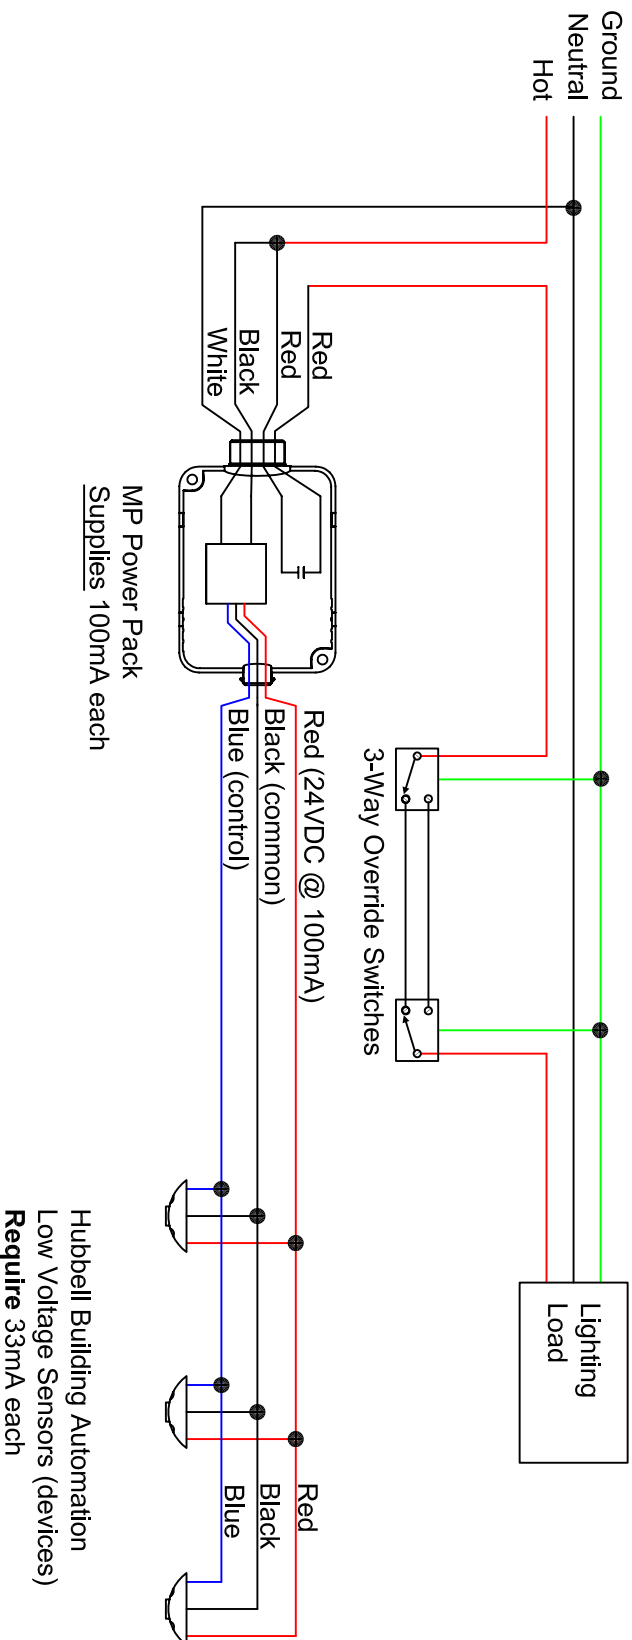 Ground
Neutral
Hot
Red
Red
Black
White
MP Power Pack
Supplies 100mA each
Red (24VDC @ 100mA)
Black (common)
Blue (control)
3-Way Override Switches
Lighting
Load
Red
Black
Blue
Hubbell Building Automation
Low Voltage Sensors (devices)
Require 33mA each